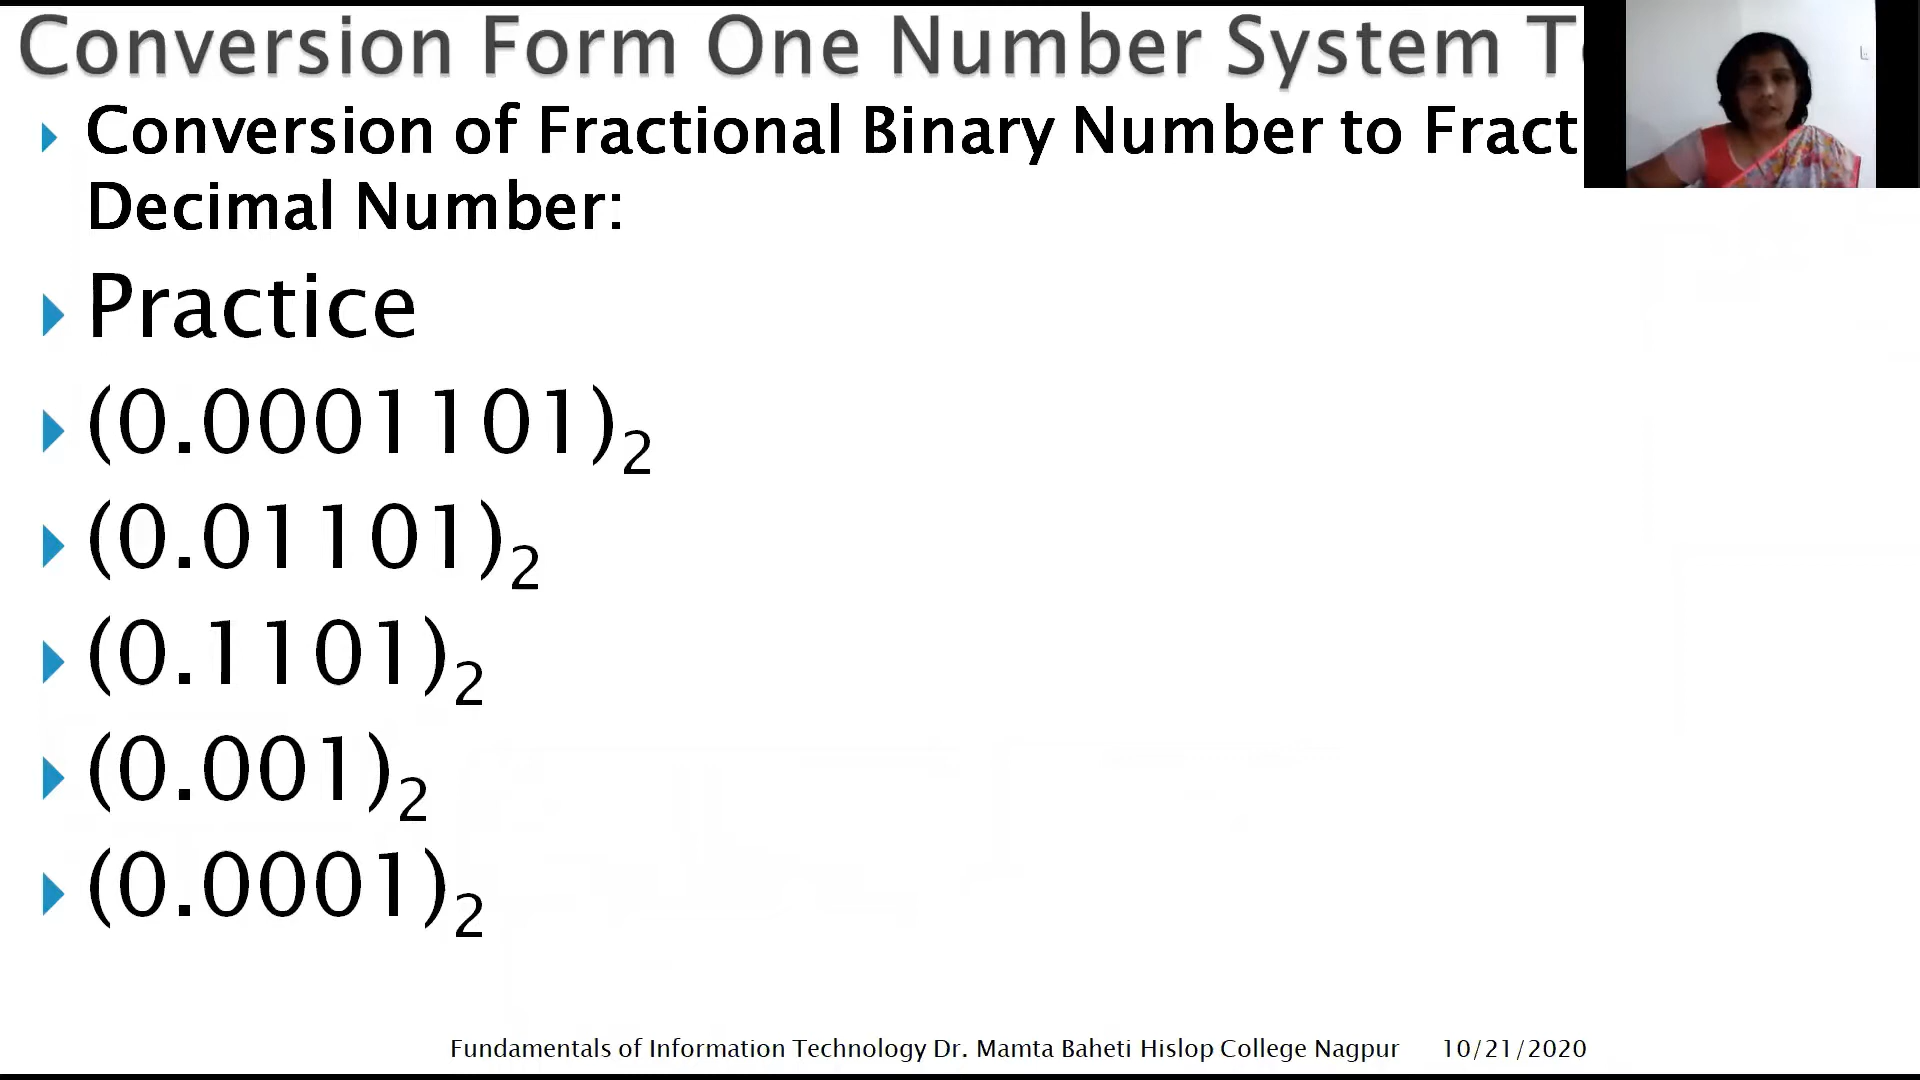 Conversion Form One Number System T
Conversion of Fractional Binary Number to Fract
Decimal Number:
Practice
(0.0001101)₂
(0.01101)₂
(0.1101)₂
(0.001)₂
(0.0001)₂
Fundamentals of Information Technology Dr. Mamta Baheti Hislop College Nagpur 10/21/2020